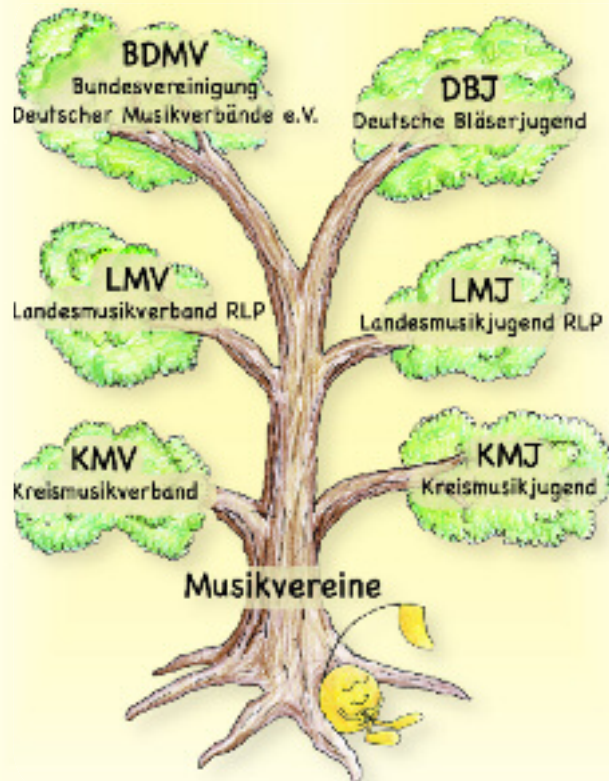 BDMV
Bundesvereinigung
Deutscher Musikverbände e.V.
DBJ
Deutsche Bläserjugend
LMV
Landesmusikverband RLP
LMJ
Landesmusikjugend RLP
KMV
Kreismusikverband
KMJ
Kreismusikjugend
Musikvereine